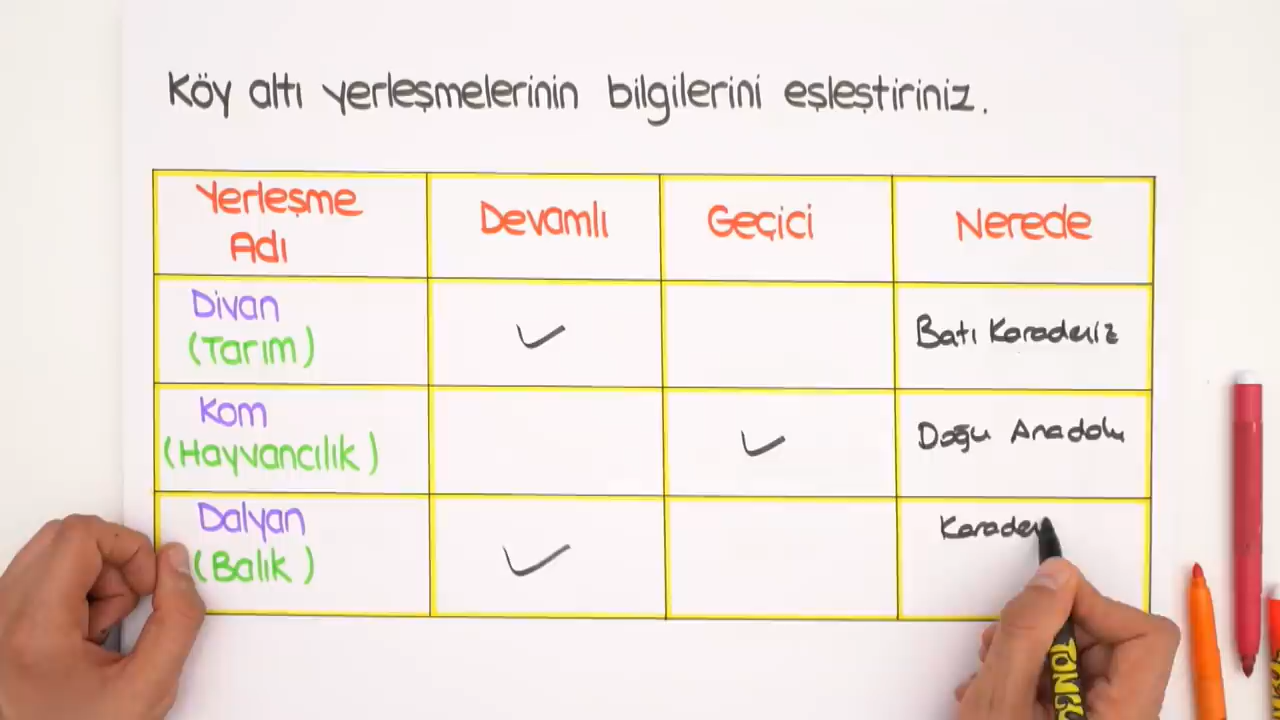 Köy altı yerleşmelerinin bilgilerini eşleştiriniz.
Yerleşme Adı
Devamlı
Geçici
Nerede
Divan
(Tarım)
Batı Karadeniz
Kom
(Hayvancılık)
Doğu Anadolu
Dalyan
(Balık)